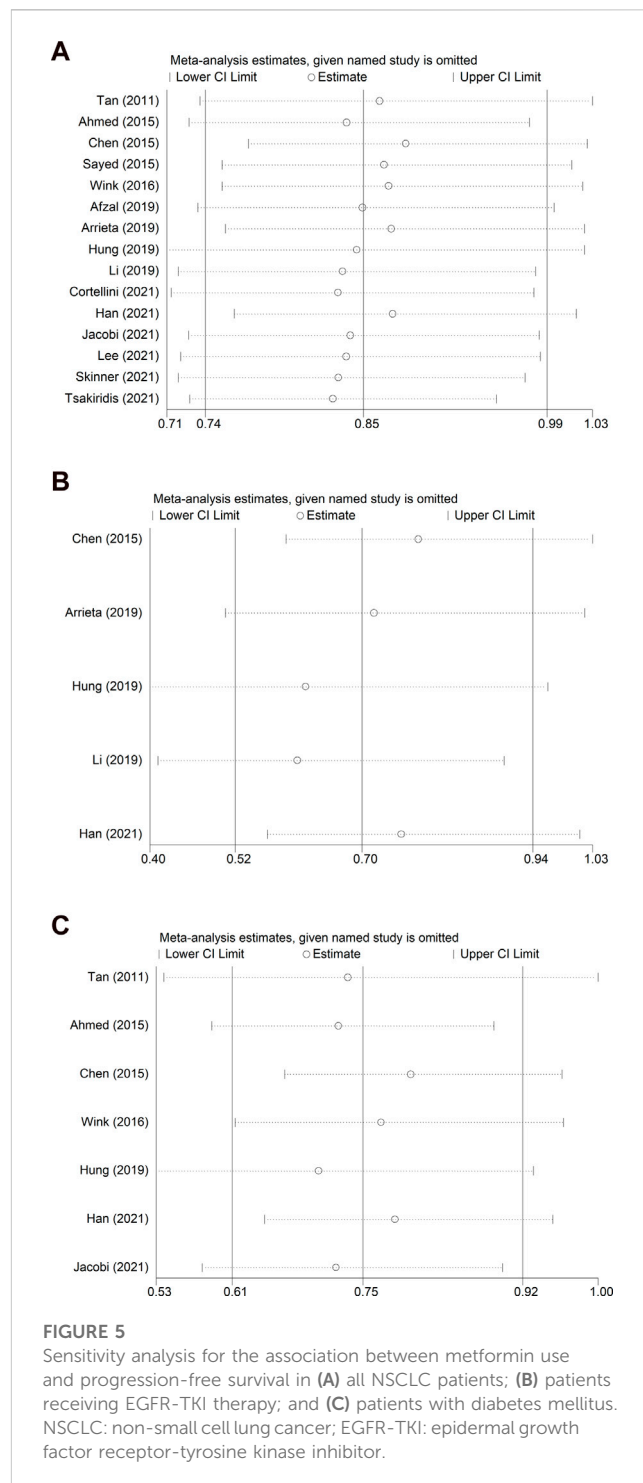 A
Meta-analysis estimates, given named study is omitted
Lower CI Limit Estimate Upper CI Limit
Tan (2011)
Ahmed (2015)
Chen (2015)
Sayed (2015)
Wink (2016)
Afzal (2019)
Arrieta (2019)
Hung (2019)
Li (2019)
Cortellini (2021)
Han (2021)
Jacobi (2021)
Lee (2021)
Skinner (2021)
Tsakiridis (2021)
0.71 0.74 0.85 0.99 1.03
B
Meta-analysis estimates, given named study is omitted
Lower CI Limit Estimate Upper CI Limit
Chen (2015)
Arrieta (2019)
Hung (2019)
Li (2019)
Han (2021)
0.40 0.52 0.70 0.94 1.03
C
Meta-analysis estimates, given named study is omitted
Lower CI Limit Estimate Upper CI Limit
Tan (2011)
Ahmed (2015)
Chen (2015)
Wink (2016)
Hung (2019)
Han (2021)
Jacobi (2021)
0.53 0.61 0.75 0.92 1.00
FIGURE 5
Sensitivity analysis for the association between metformin use
and progression-free survival in (A) all NSCLC patients; (B) patients
receiving EGFR-TKI therapy; and (C) patients with diabetes mellitus.
NSCLC: non-small cell lung cancer; EGFR-TKI: epidermal growth
factor receptor-tyrosine kinase inhibitor.